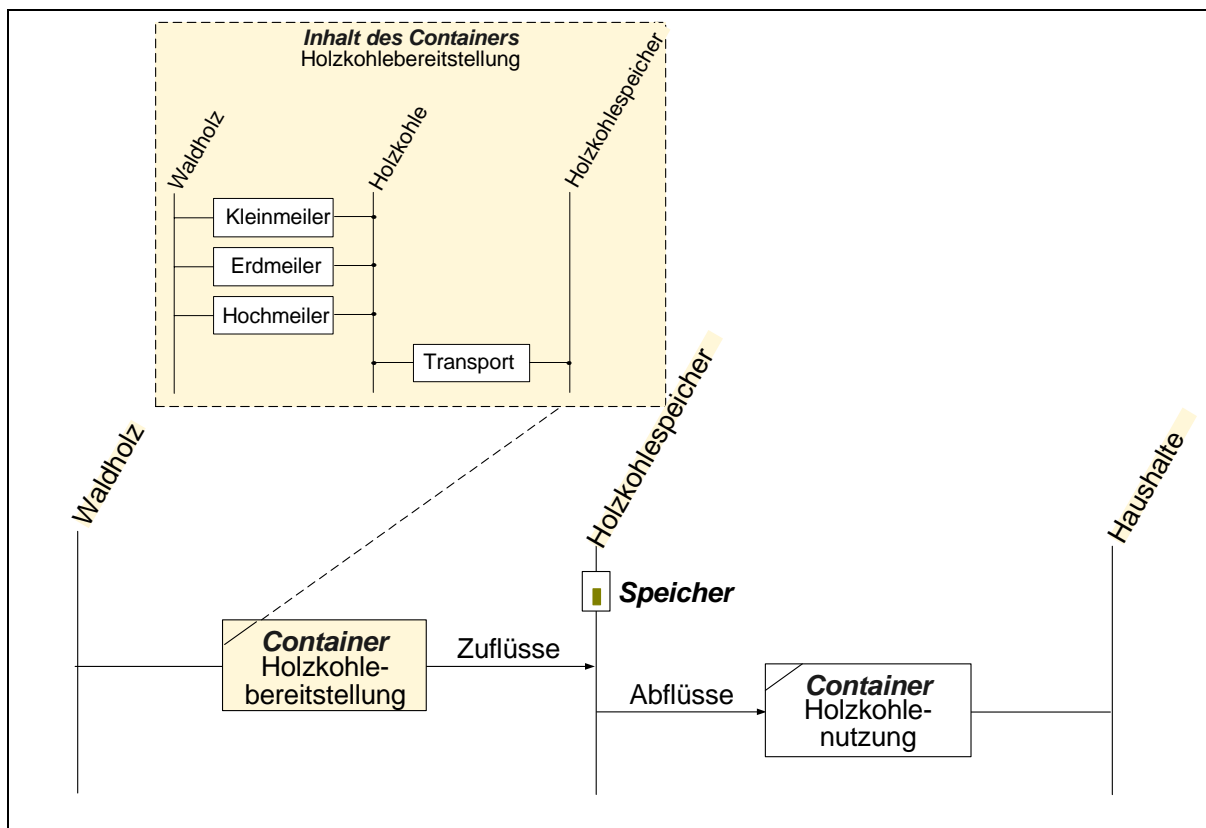 Inhalt des Containers
Holzkohlebereitstellung
Waldholz
Holzkohle
Holzkohlespeicher
Kleinmeiler
Erdmeiler
Hochmeiler
Transport
Waldholz
Holzkohlespeicher
Haushalte
Speicher
Container
Holzkohle-
bereitstellung
Zuflüsse
Abflüsse
Container
Holzkohle-
nutzung